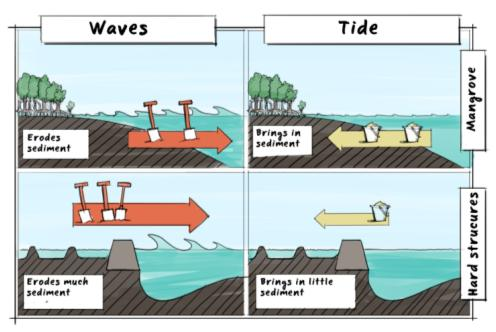 Waves
Tide
Erodes
sediment
Brings in
sediment
Mangrove
Erodes much
sediment
Brings in little
sediment
Hard strucures